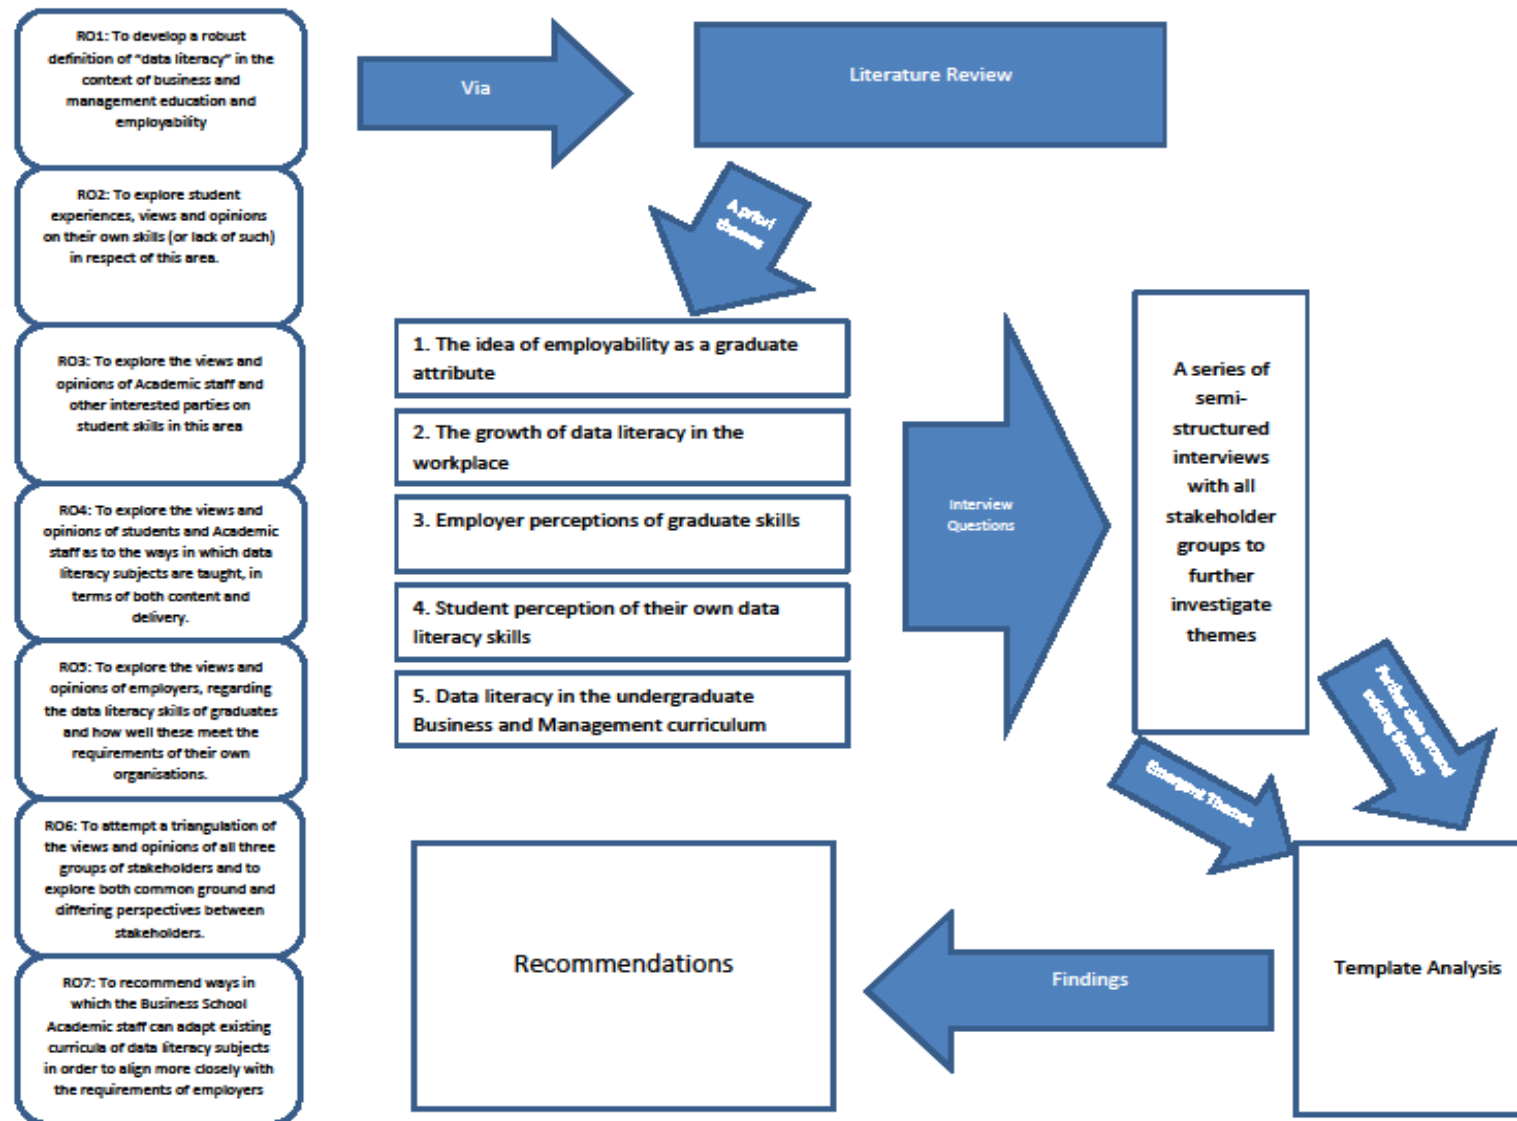 RO1: To develop a robust
definition of "data literacy" in the
context of business and
management education and
employability
RO2: To explore student
experiences, views and opinions
on their own skills (or lack of such)
in respect of this area.
RO3: To explore the views and
opinions of Academic staff and
other interested parties on
student skills in this area
RO4: To explore the views and
opinions of students and Academic
staff as to the ways in which data
literacy subjects are taught, in
terms of both content and
delivery.
RO5: To explore the views and
opinions of employers, regarding
the data literacy skills of graduates
and how well these meet the
requirements of their own
organisations.
RO6: To attempt a triangulation of
the views and opinions of all three
groups of stakeholders and to
explore both common ground and
differing perspectives between
stakeholders.
RO7: To recommend ways in
which the Business School
Academic staff can adapt existing
curricula of data literacy subjects
in order to align more closely with
the requirements of employers
Via
Literature Review
A priori
themes
1. The idea of employability as a graduate
attribute
2. The growth of data literacy in the
workplace
3. Employer perceptions of graduate skills
4. Student perception of their own data
literacy skills
5. Data literacy in the undergraduate
Business and Management curriculum
Interview
Questions
A series of
semi-
structured
interviews
with all
stakeholder
groups to
further
investigate
themes
Further data around
existing themes
Emergent Themes
Template Analysis
Findings
Recommendations